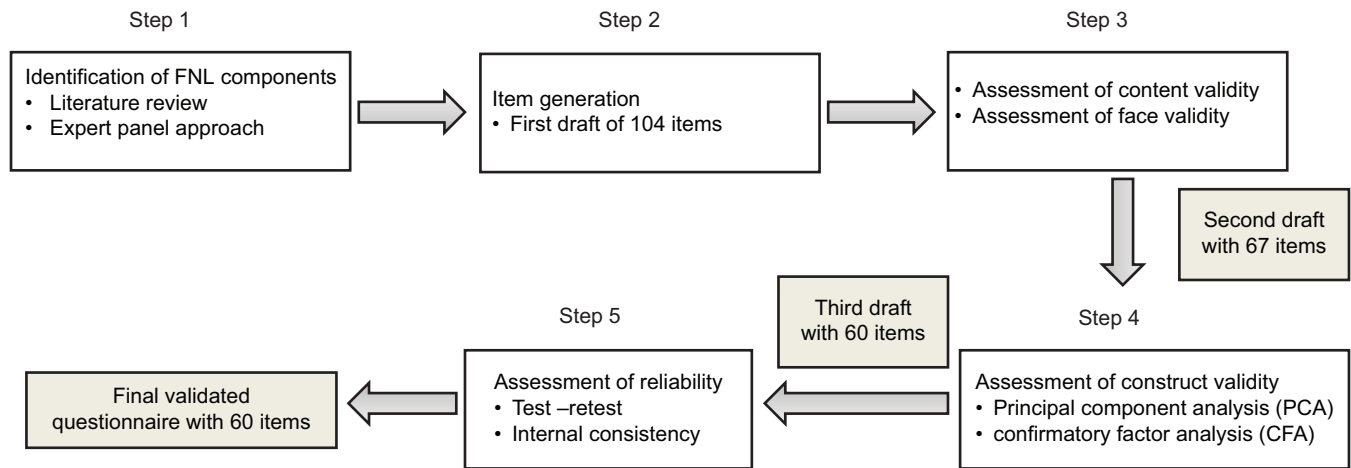 Step 1
Identification of FNL components
• Literature review
• Expert panel approach
Step 2
Item generation
• First draft of 104 items
Step 3
• Assessment of content validity
• Assessment of face validity
Second draft
with 67 items
Step 4
Assessment of construct validity
• Principal component analysis (PCA)
• confirmatory factor analysis (CFA)
Third draft
with 60 items
Step 5
Assessment of reliability
• Test –retest
• Internal consistency
Final validated
questionnaire with 60 items